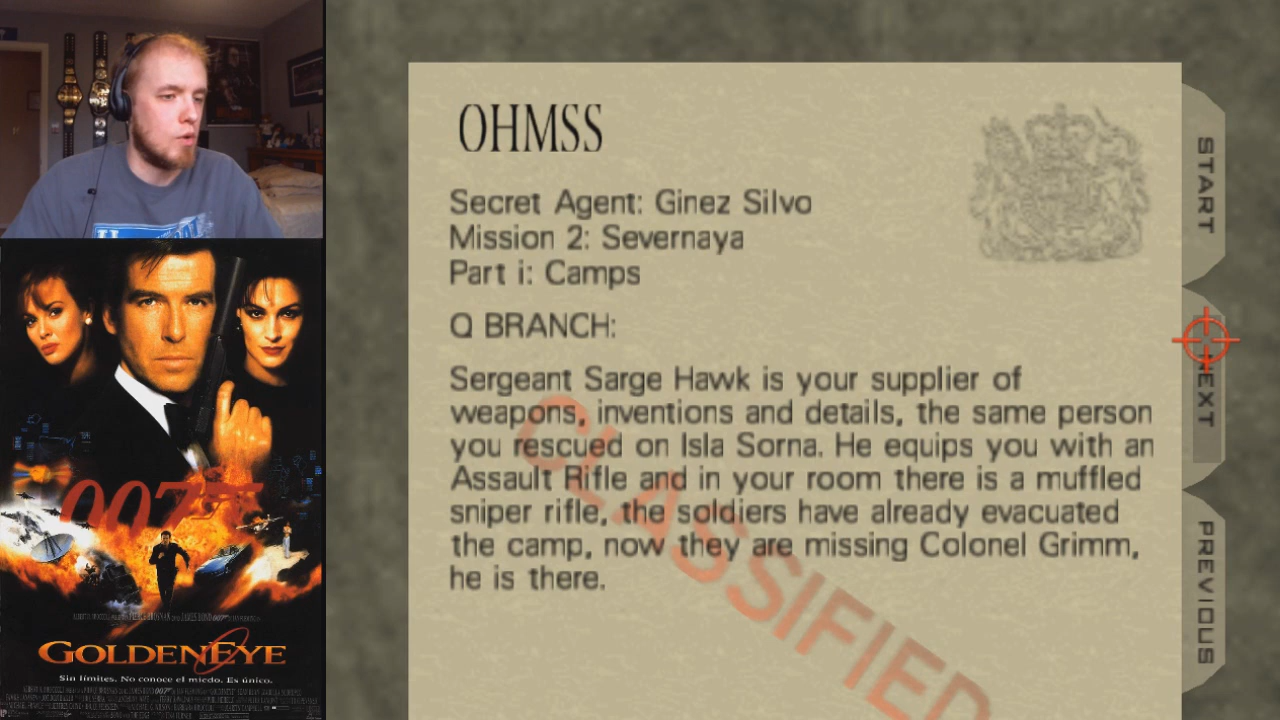 OHMSS
Secret Agent: Ginez Silvo
Mission 2: Severnaya
Part i: Camps
Q BRANCH:
Sergeant Sarge Hawk is your supplier of
weapons, inventions and details, the same person
you rescued on Isla Sorna. He equips you with an
Assault Rifle and in your room there is a muffled
sniper rifle, the soldiers have already evacuated
the camp, now they are missing Colonel Grimm,
he is there.
CLASSIFIED
START
NEXT
PREVIOUS
007
GOLDENEYE
Sin límites. No conoce el miedo. Es único.